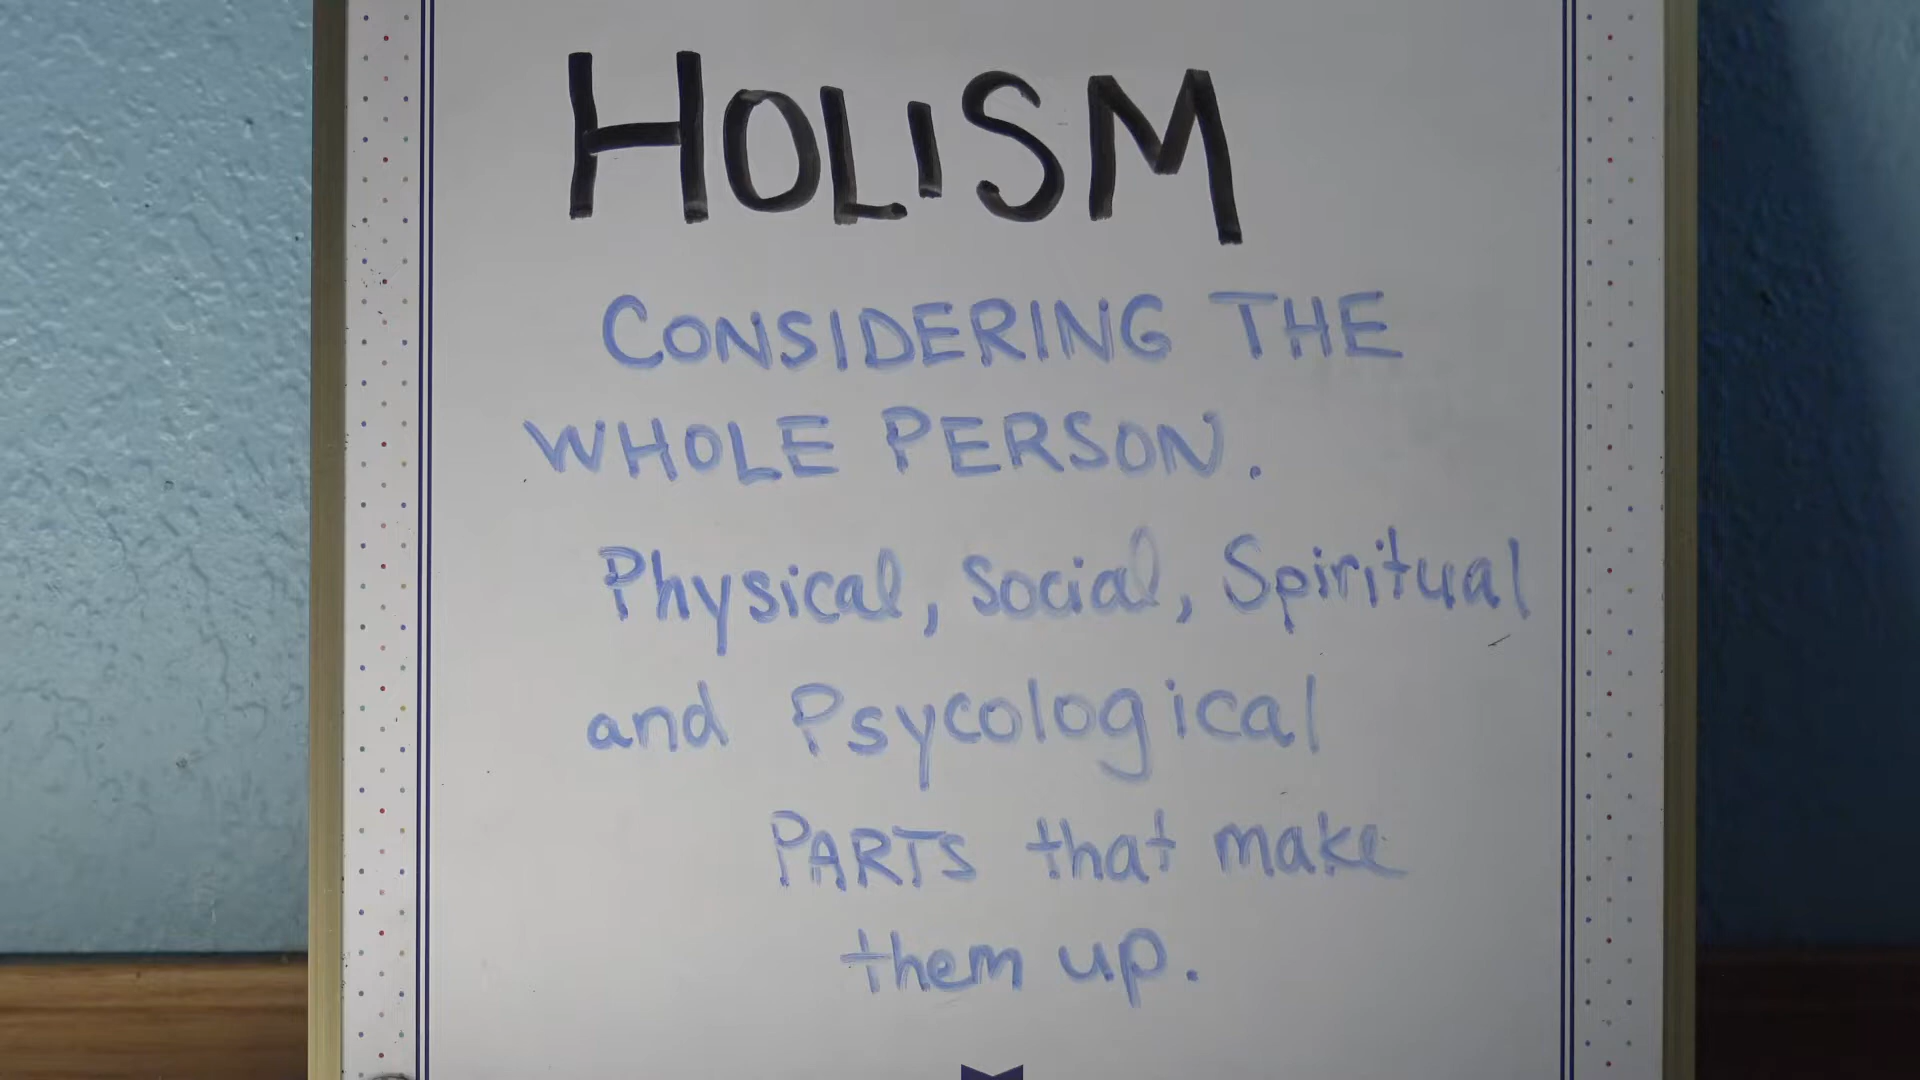 HOLISM
CONSIDERING THE
WHOLE PERSON.
Physical, Social, Spiritual
and Psycological
PARTS that make
them up.